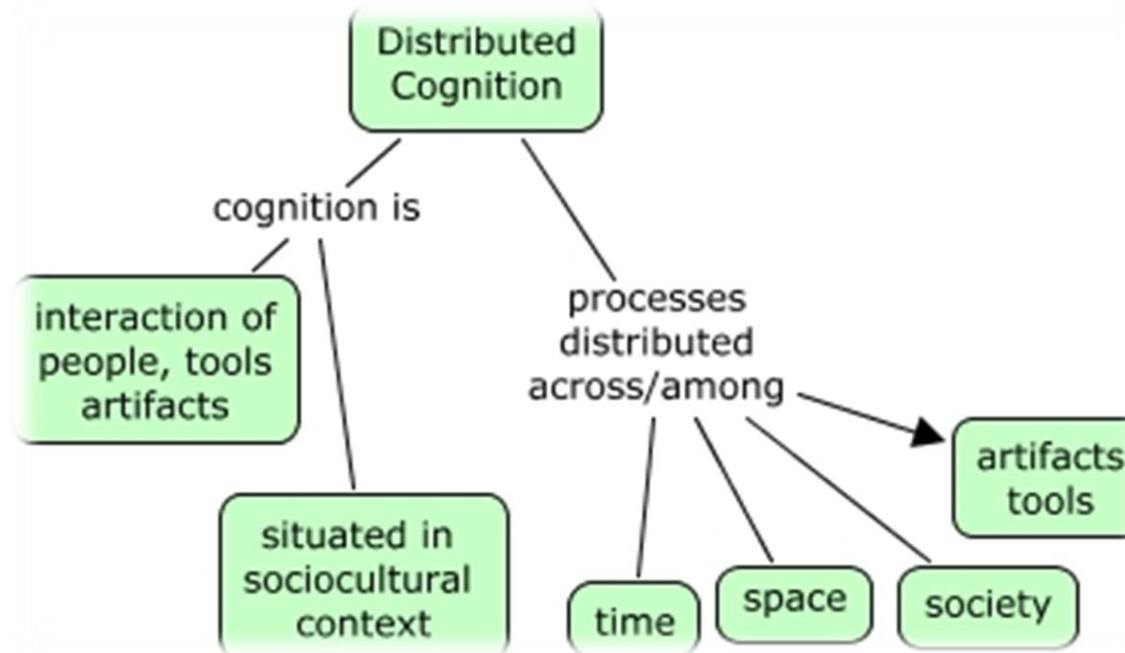 Distributed
Cognition
cognition is
interaction of
people, tools
artifacts
situated in
sociocultural
context
processes
distributed
across/among
time
space
society
artifacts
tools